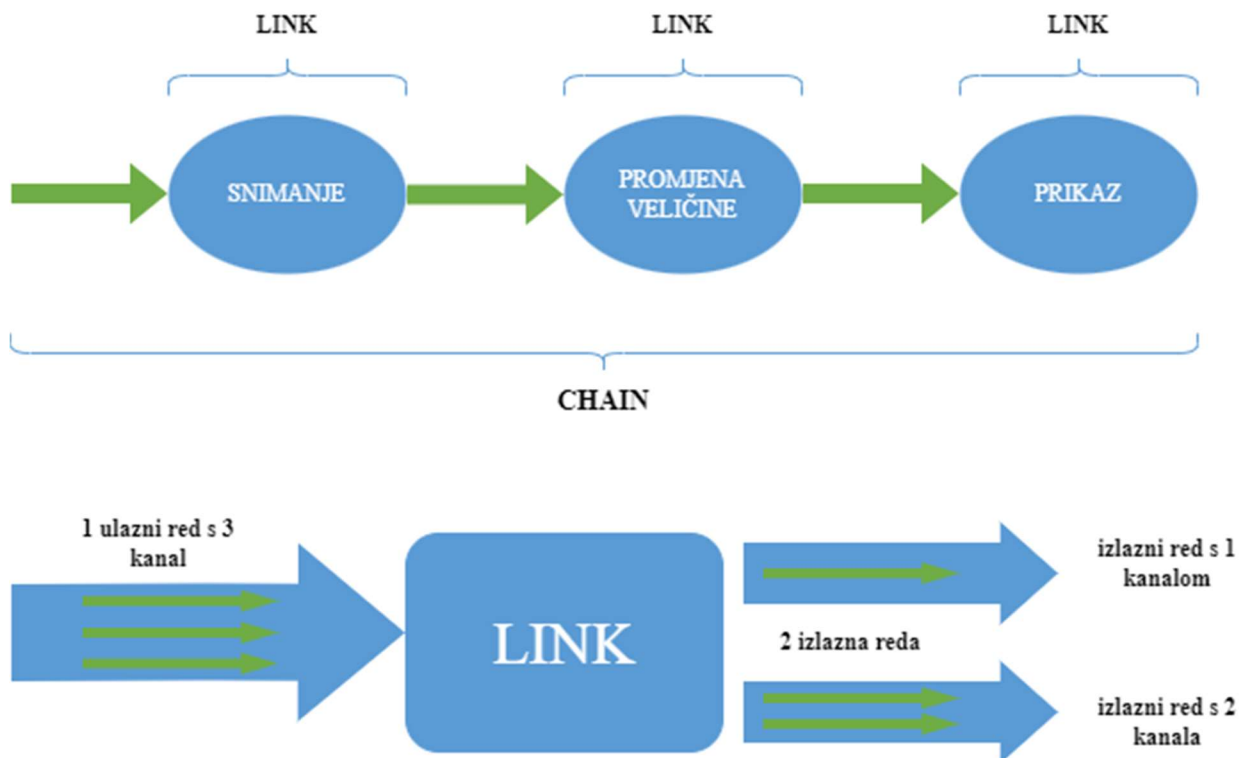 LINK
LINK
LINK
SNIMANJE
PROMJENA
VELIČINE
PRIKAZ
CHAIN
1 ulazni red s 3
kanal
LINK
izlazni red s 1
kanalom
2 izlazna reda
izlazni red s 2
kanala